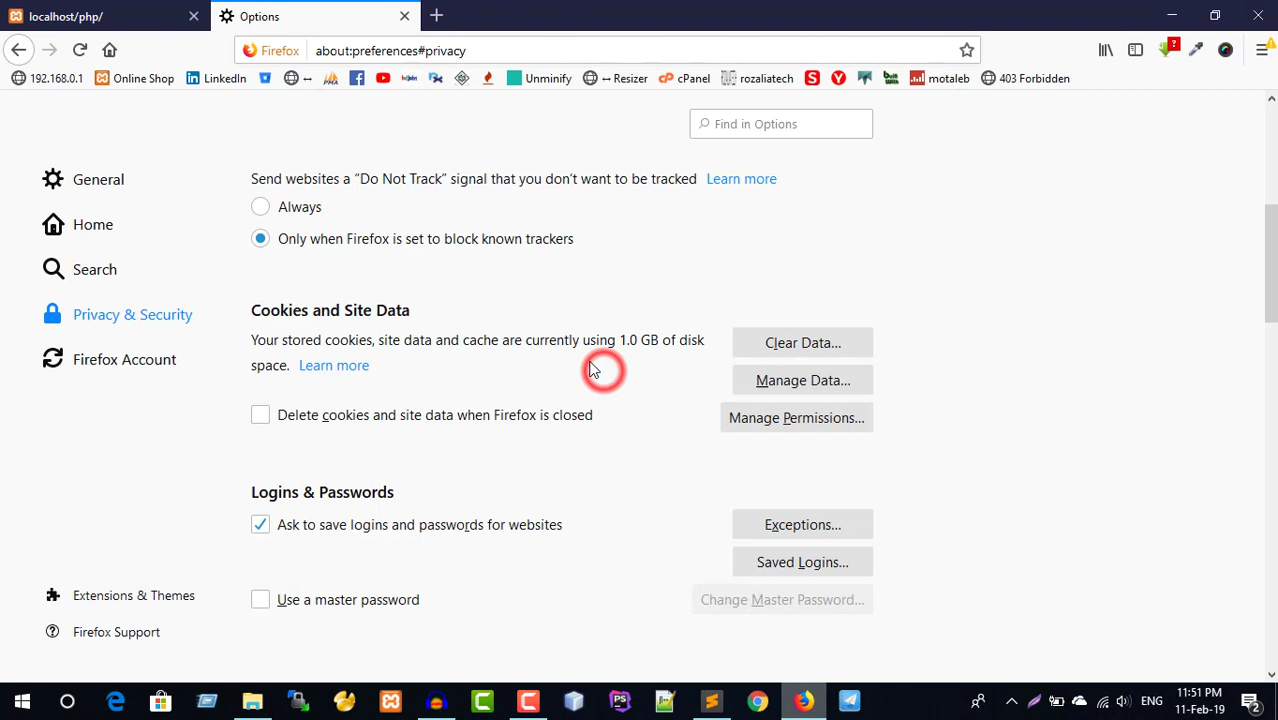 localhost/php/
Options
Firefox about:preferences#privacy
192.168.0.1 Online Shop LinkedIn Unminify Resizer cPanel rozaliatech motaleb 403 Forbidden
Find in Options
General
Home
Search
Privacy & Security
Firefox Account
Extensions & Themes
Firefox Support
Send websites a “Do Not Track” signal that you don’t want to be tracked Learn more
Always
Only when Firefox is set to block known trackers
Cookies and Site Data
Your stored cookies, site data and cache are currently using 1.0 GB of disk
space. Learn more
Clear Data...
Manage Data...
Delete cookies and site data when Firefox is closed
Manage Permissions...
Logins & Passwords
Ask to save logins and passwords for websites
Exceptions...
Saved Logins...
Use a master password
Change Master Password...
ENG
11:51 PM
11-Feb-19
2